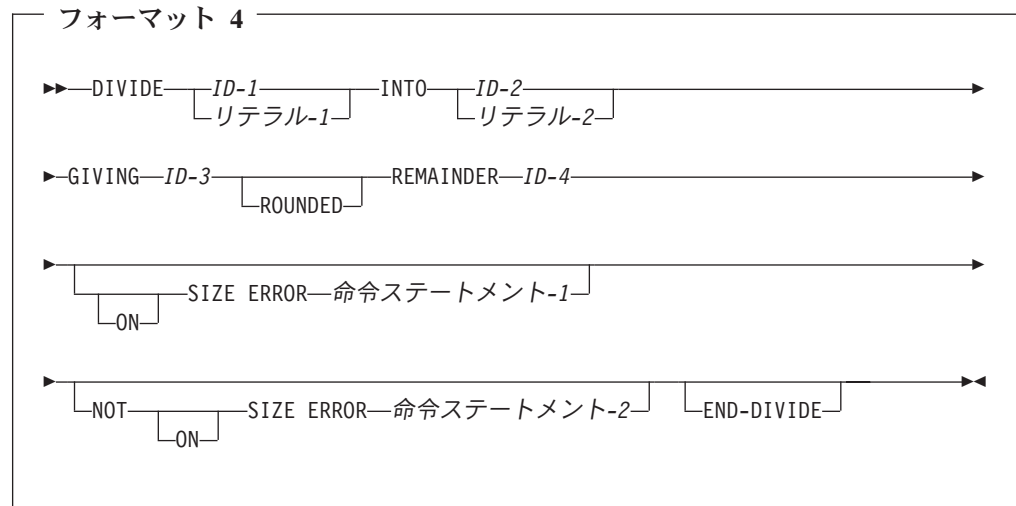 フォーマット 4
DIVIDE ID-1 INTO ID-2
リテラル-1 リテラル-2
GIVING ID-3 REMAINDER ID-4
ROUNDED
SIZE ERROR 命令ステートメント-1
ON
NOT SIZE ERROR 命令ステートメント-2 END-DIVIDE
ON